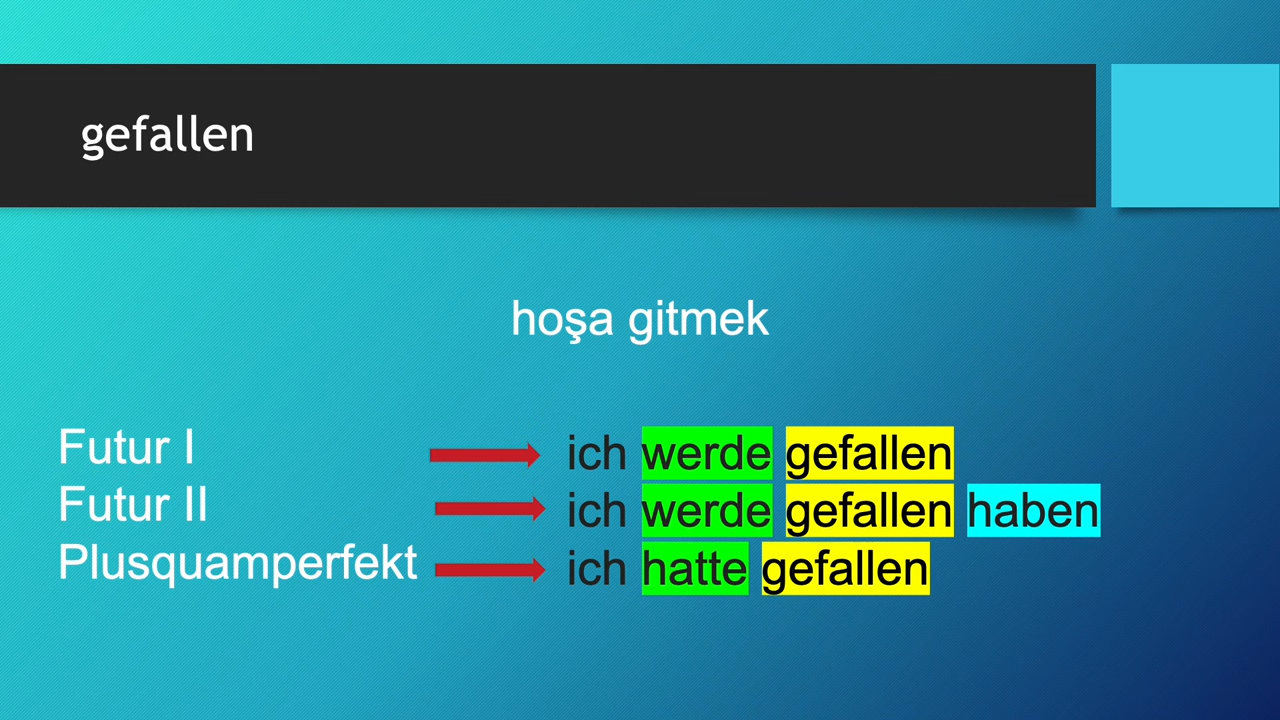 gefallen
hoşa gitmek
Futur I ich werde gefallen
Futur II ich werde gefallen haben
Plusquamperfekt ich hatte gefallen